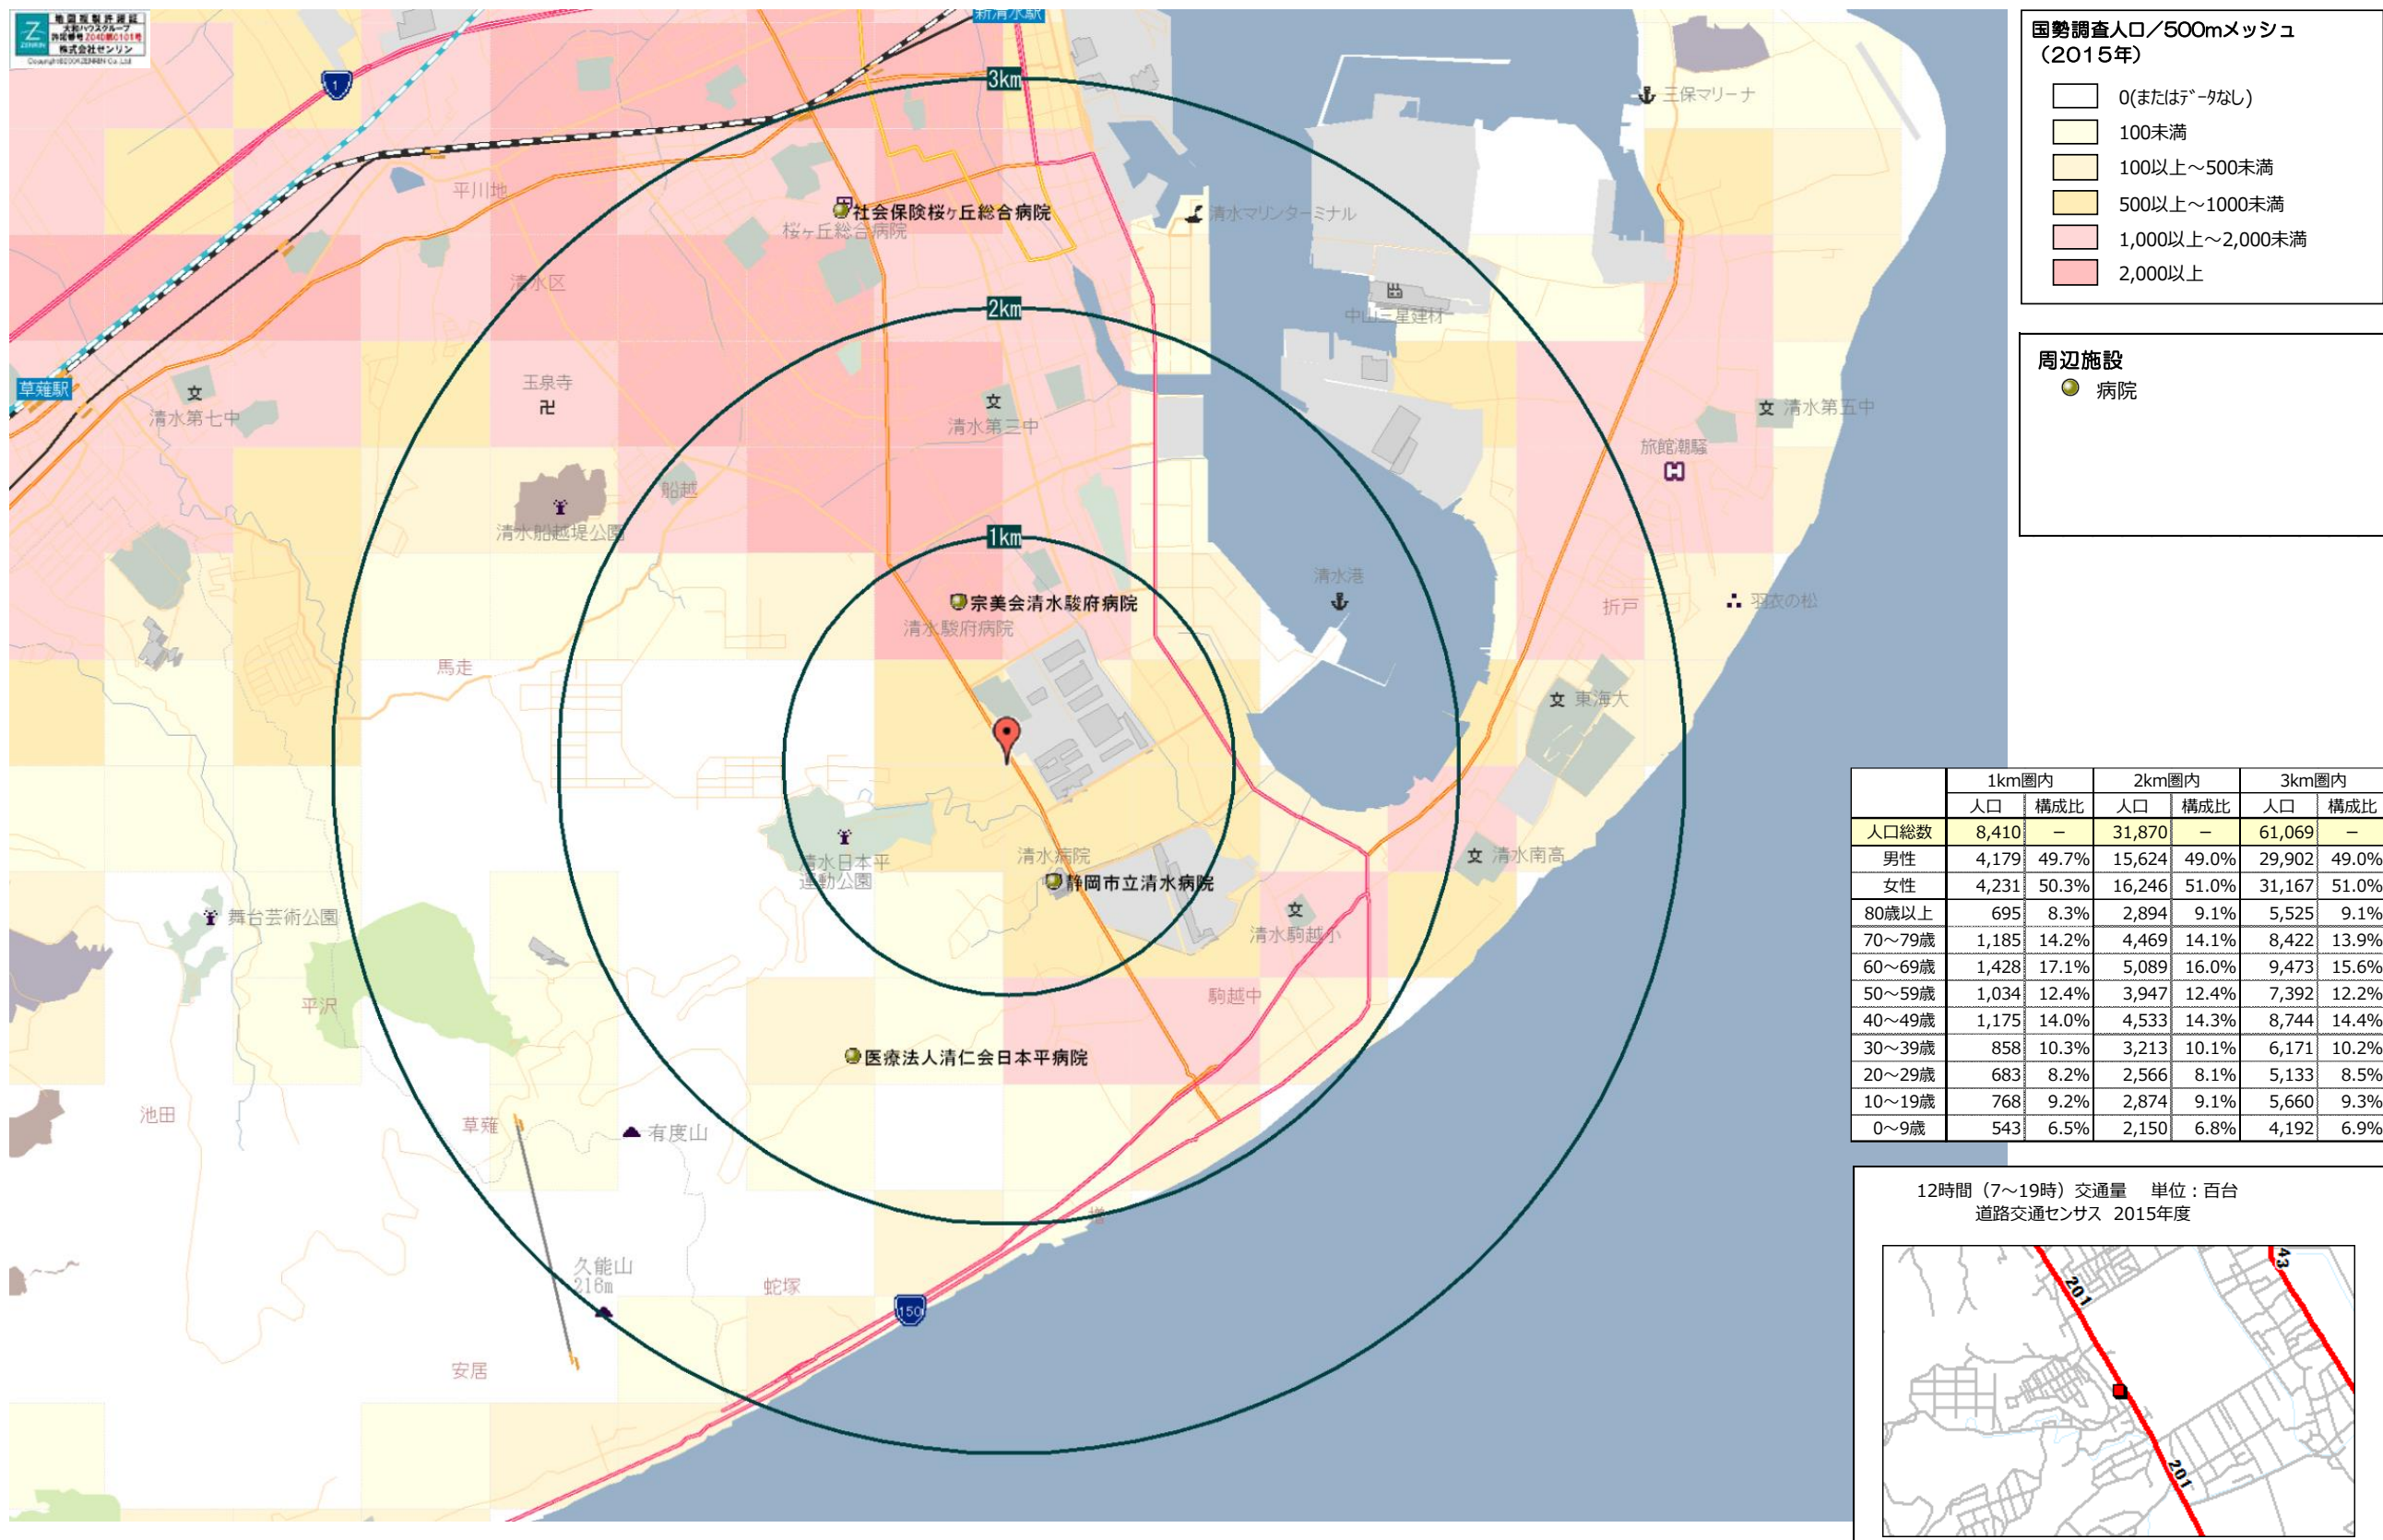 地図複製許諾証
大和ハウスグループ
許諾番号Z04D第0101号
株式会社ゼンリン
Z
ZENRIN
1
新清水駅
3km
三保マリーナ
平川地
社会保険桜ヶ丘総合病院
桜ヶ丘総合病院
清水マリンターミナル
清水区
2km
中山三星建材
草薙駅
文
清水第七中
玉泉寺
卍
文
清水第三中
文 清水第五中
旅館潮騒
船越
清水船越堤公園
1km
宗美会清水駿府病院
清水駿府病院
清水港
折戸
羽衣の松
馬走
文 東海大
清水日本平
運動公園
清水病院
静岡市立清水病院
文 清水南高
文
清水駒越小
舞台芸術公園
平沢
駒越中
医療法人清仁会日本平病院
池田
草薙
有度山
増
久能山
216m
蛇塚
150
安居
国勢調査人口/500mメッシュ
(2015年)
0(またはデータなし)
100未満
100以上~500未満
500以上~1000未満
1,000以上~2,000未満
2,000以上
周辺施設
病院
1km圏内 2km圏内 3km圏内
人口 構成比 人口 構成比 人口 構成比
人口総数 8,410 − 31,870 − 61,069 −
男性 4,179 49.7% 15,624 49.0% 29,902 49.0%
女性 4,231 50.3% 16,246 51.0% 31,167 51.0%
80歳以上 695 8.3% 2,894 9.1% 5,525 9.1%
70~79歳 1,185 14.2% 4,469 14.1% 8,422 13.9%
60~69歳 1,428 17.1% 5,089 16.0% 9,473 15.6%
50~59歳 1,034 12.4% 3,947 12.4% 7,392 12.2%
40~49歳 1,175 14.0% 4,533 14.3% 8,744 14.4%
30~39歳 858 10.3% 3,213 10.1% 6,171 10.2%
20~29歳 683 8.2% 2,566 8.1% 5,133 8.5%
10~19歳 768 9.2% 2,874 9.1% 5,660 9.3%
0~9歳 543 6.5% 2,150 6.8% 4,192 6.9%
12時間(7~19時)交通量 単位:百台
道路交通センサス 2015年度
201
43
201